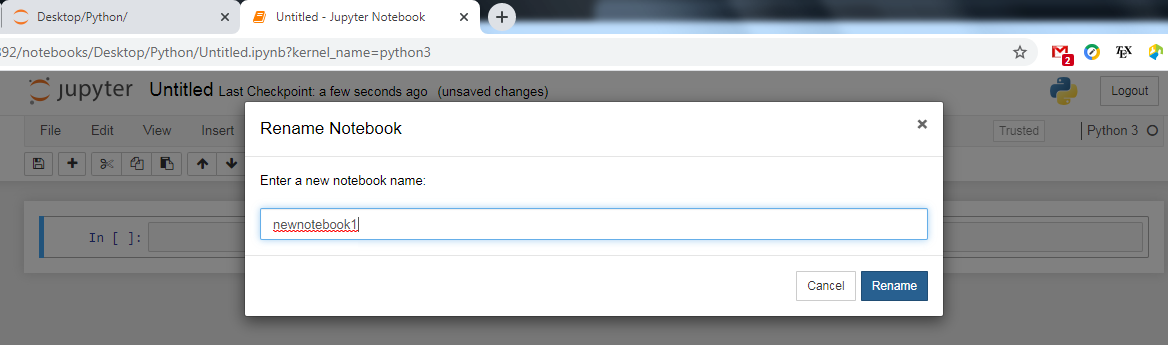 Desktop/Python/
Untitled - Jupyter Notebook
892/notebooks/Desktop/Python/Untitled.ipynb?kernel_name=python3
2
TEX
jupyter Untitled Last Checkpoint: a few seconds ago (unsaved changes)
Logout
File Edit View Insert
Trusted
Python 3
Rename Notebook
Enter a new notebook name:
newnotebook1
In [ ]:
Cancel
Rename